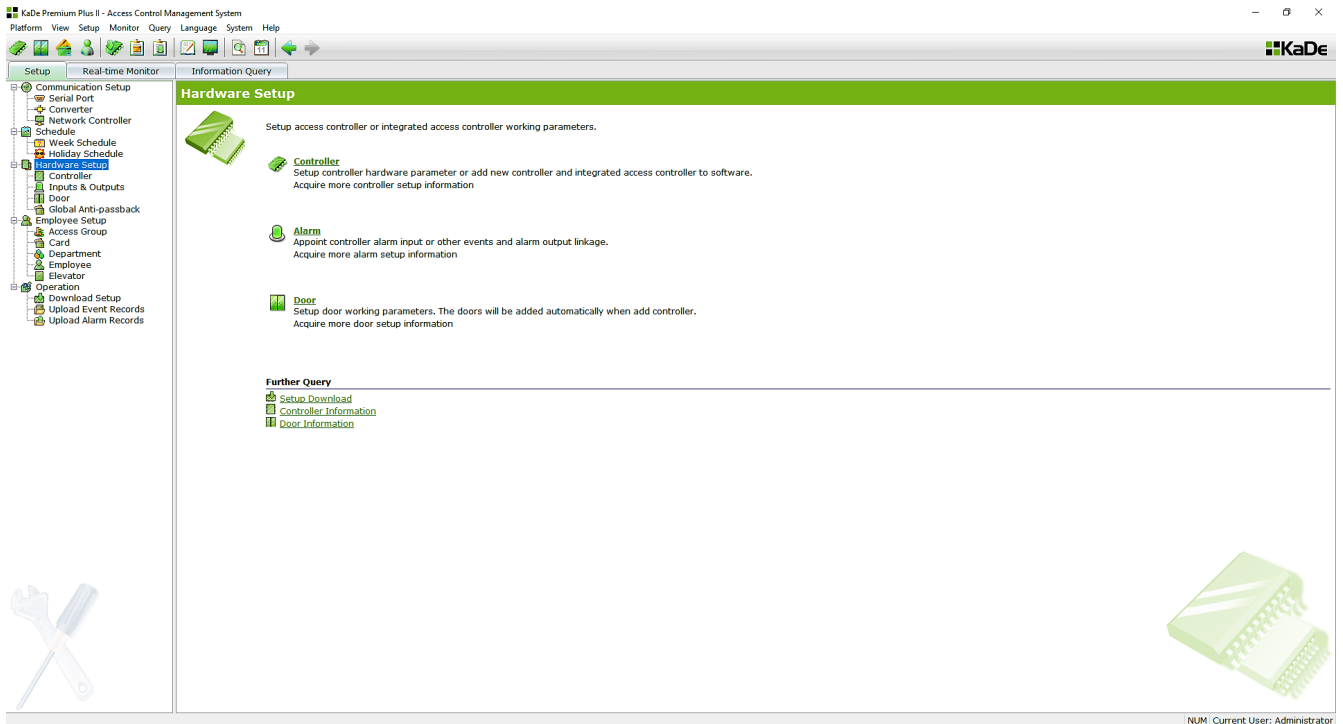 KaDe Premium Plus II - Access Control Management System
Platform View Setup Monitor Query Language System Help
11
KaDe
Setup Real-time Monitor Information Query
Communication Setup
Serial Port
Converter
Network Controller
Schedule
Week Schedule
Holiday Schedule
Hardware Setup
Controller
Inputs & Outputs
Door
Global Anti-passback
Employee Setup
Access Group
Card
Department
Employee
Elevator
Operation
Download Setup
Upload Event Records
Upload Alarm Records
Hardware Setup
Setup access controller or integrated access controller working parameters.
Controller
Setup controller hardware parameter or add new controller and integrated access controller to software.
Acquire more controller setup information
Alarm
Appoint controller alarm input or other events and alarm output linkage.
Acquire more alarm setup information
Door
Setup door working parameters. The doors will be added automatically when add controller.
Acquire more door setup information
Further Query
Setup Download
Controller Information
Door Information
NUM Current User: Administrator